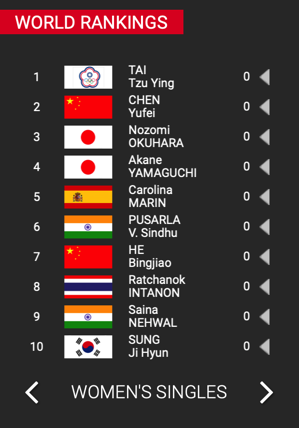 WORLD RANKINGS
1 TAI 0
Tzu Ying
2 CHEN 0
Yufei
3 Nozomi 0
OKUHARA
4 Akane 0
YAMAGUCHI
5 Carolina 0
MARIN
6 PUSARLA 0
V. Sindhu
7 HE 0
Bingjiao
8 Ratchanok 0
INTANON
9 Saina 0
NEHWAL
10 SUNG 0
Ji Hyun
WOMEN'S SINGLES